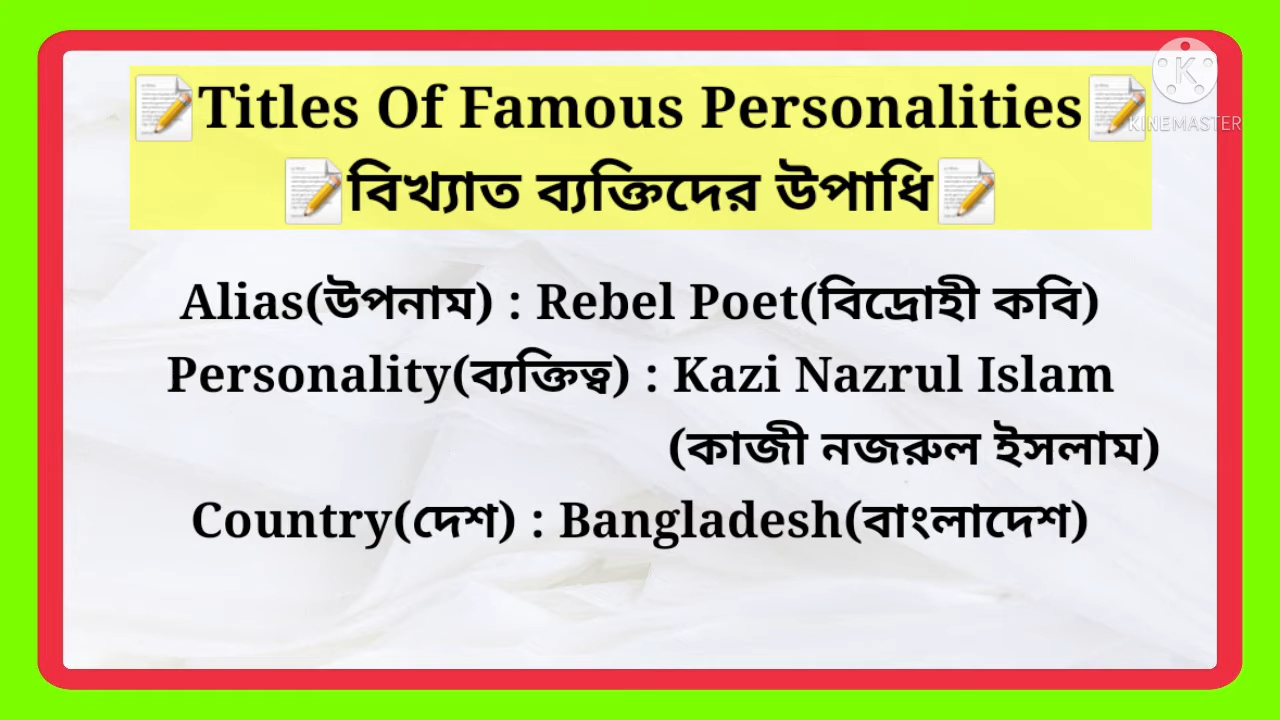 📝Titles Of Famous Personalities📝
📝বিখ্যাত ব্যক্তিদের উপাধি📝
Alias(উপনাম) : Rebel Poet(বিদ্রোহী কবি)
Personality(ব্যক্তিত্ব) : Kazi Nazrul Islam
(কাজী নজরুল ইসলাম)
Country(দেশ) : Bangladesh(বাংলাদেশ)
K
KINEMASTER